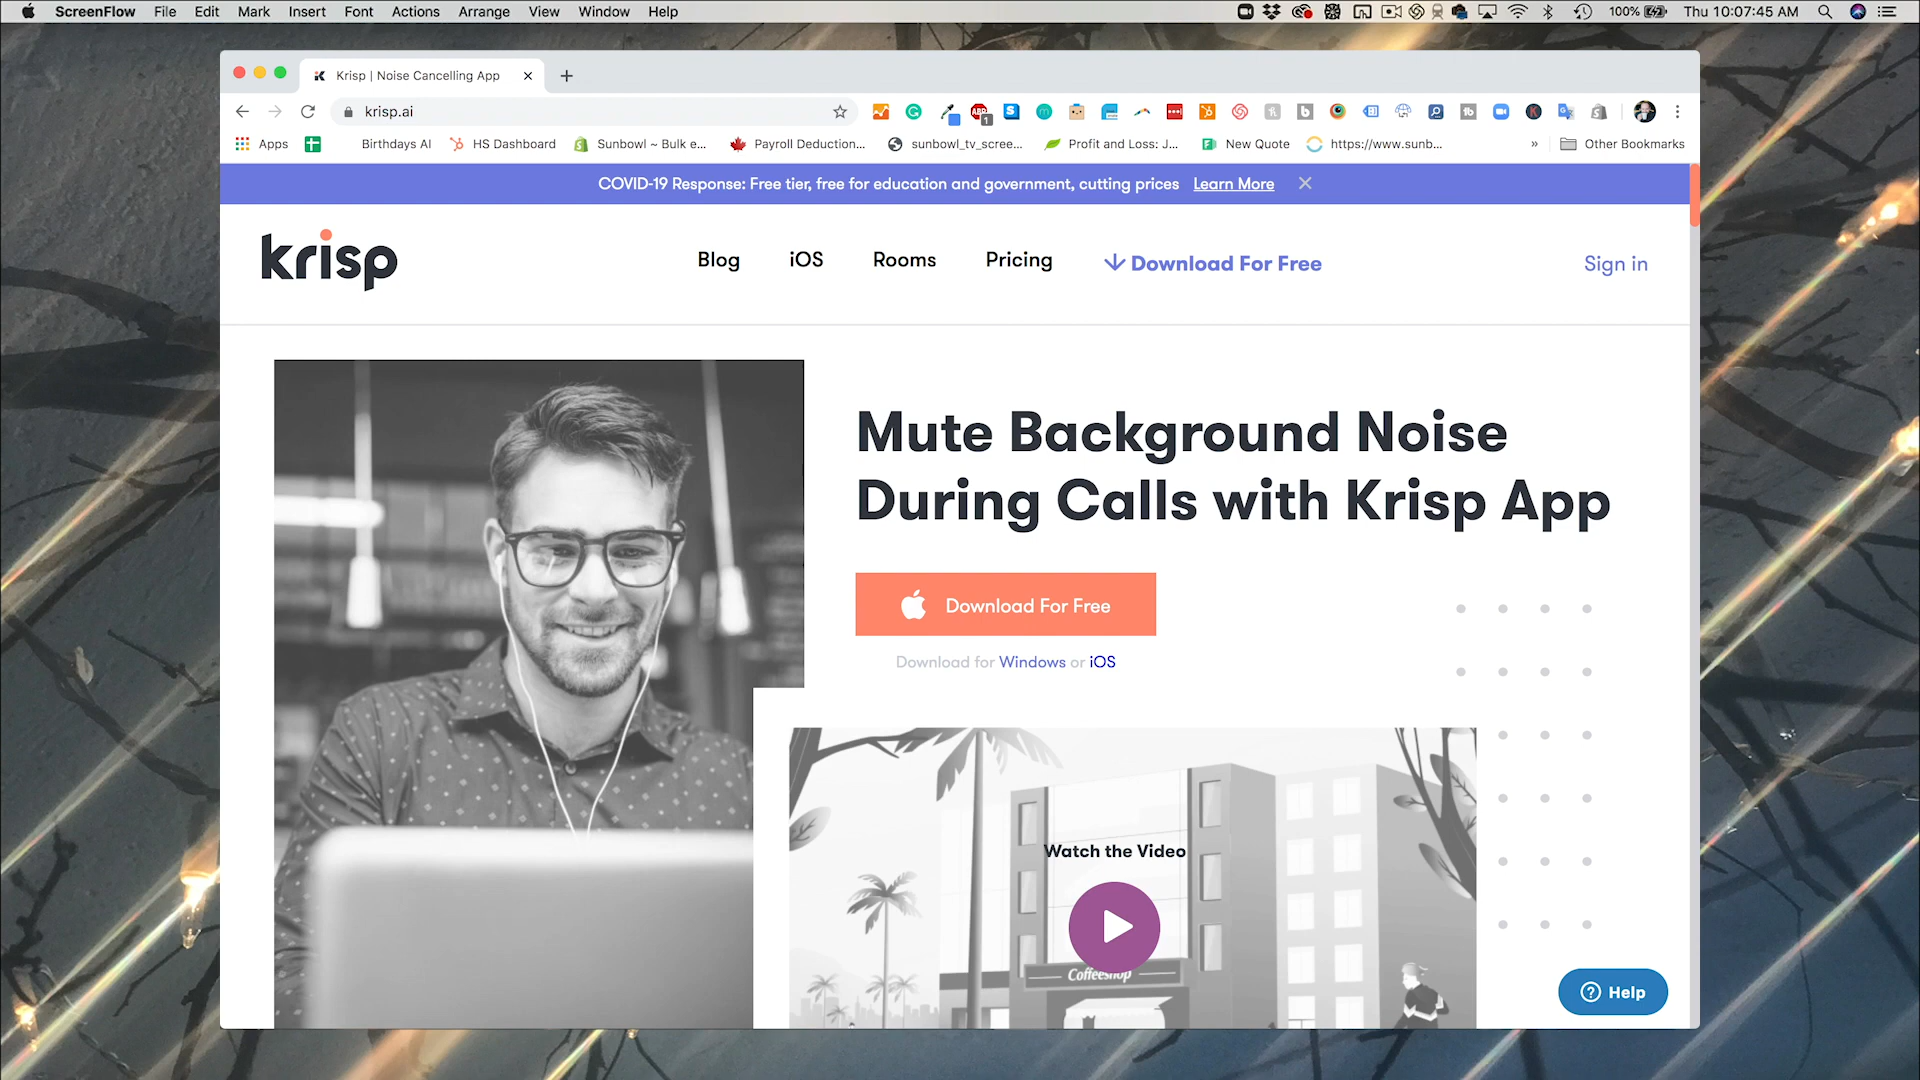 ScreenFlow File Edit Mark Insert Font Actions Arrange View Window Help 100% Thu 10:07:45 AM
Krisp | Noise Cancelling App
krisp.ai
ABP 1
Apps Birthdays AI HS Dashboard Sunbowl ~ Bulk e... Payroll Deduction... sunbowl_tv_scree... Profit and Loss: J... New Quote https://www.sunb... » Other Bookmarks
COVID-19 Response: Free tier, free for education and government, cutting prices Learn More
krisp Blog iOS Rooms Pricing Download For Free Sign in
Mute Background Noise
During Calls with Krisp App
Download For Free
Download for Windows or iOS
Watch the Video
Coffeeshop
? Help